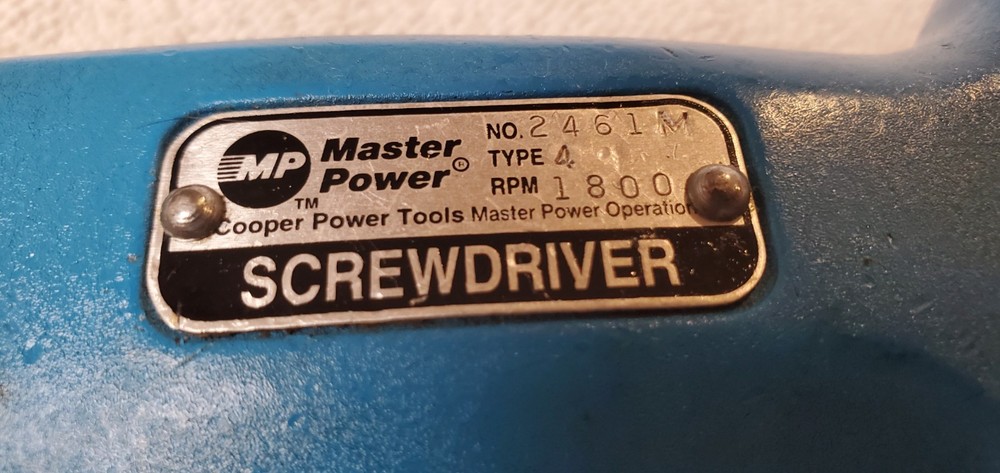 MP
TM
Master
Power ®
NO. 2461M
TYPE 4
RPM 1800
Cooper Power Tools Master Power Operation
SCREWDRIVER